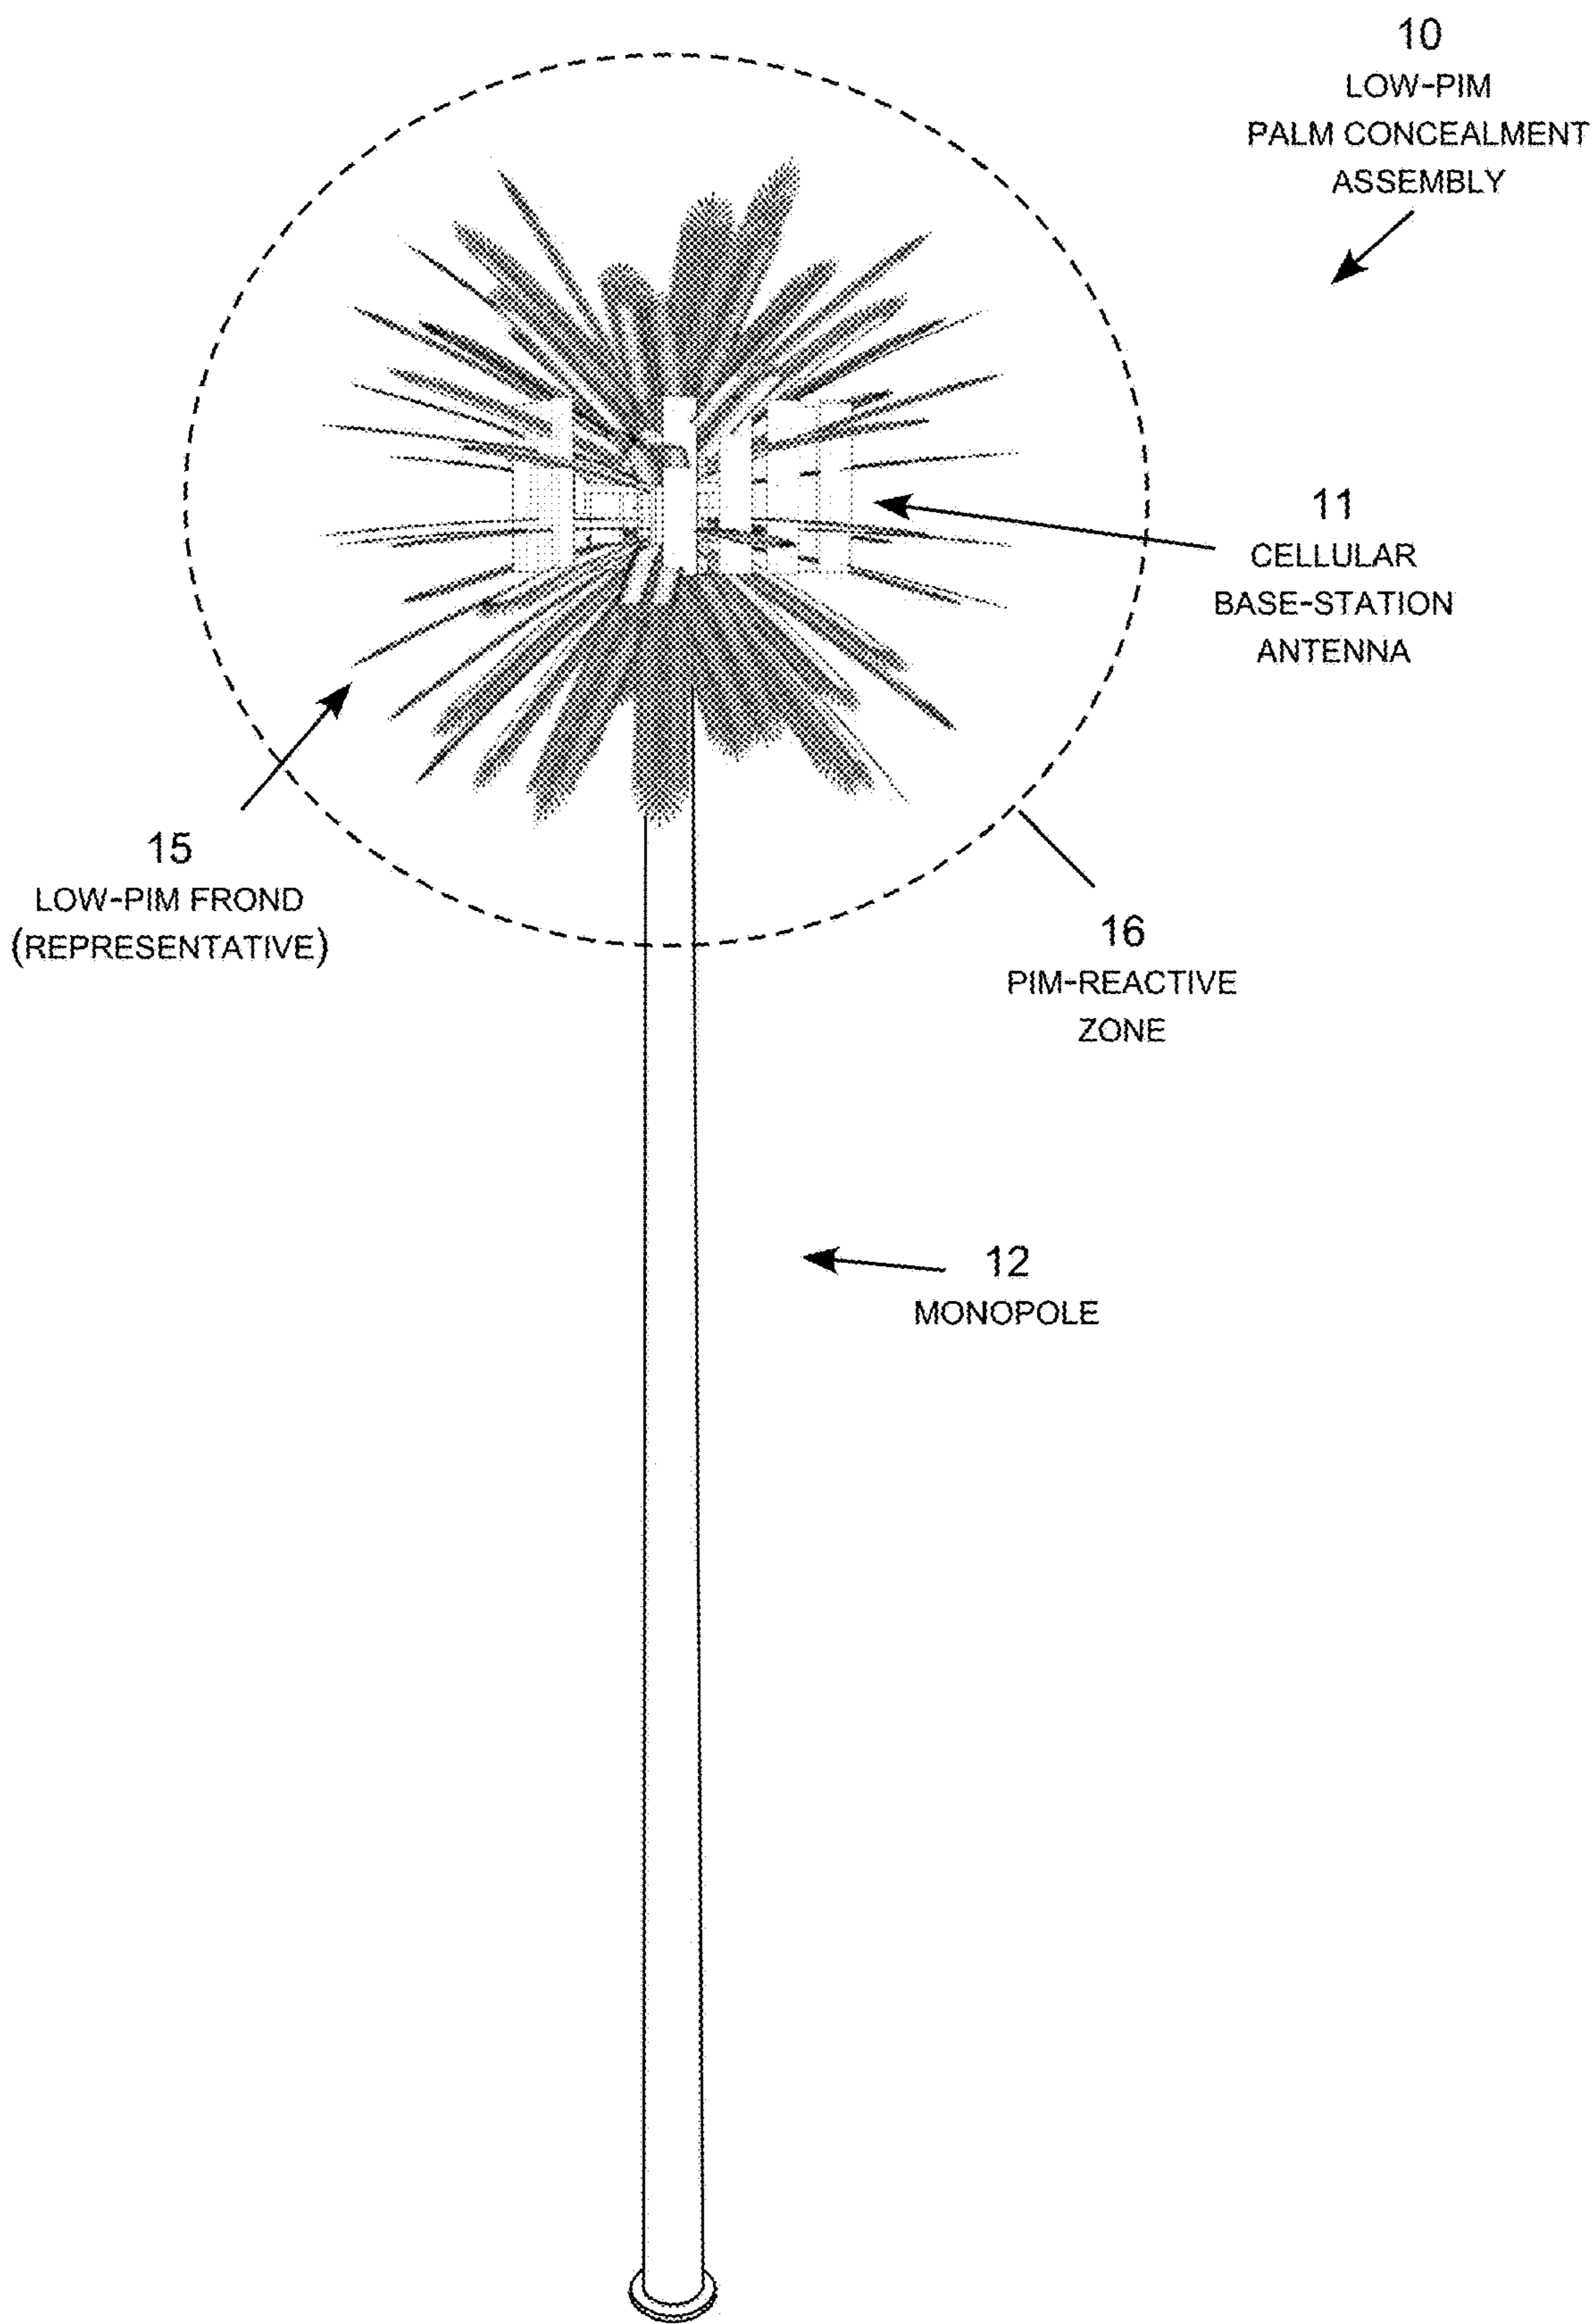 10
LOW-PIM
PALM CONCEALMENT
ASSEMBLY
11
CELLULAR
BASE-STATION
ANTENNA
15
LOW-PIM FROND
(REPRESENTATIVE)
16
PIM-REACTIVE
ZONE
12
MONOPOLE